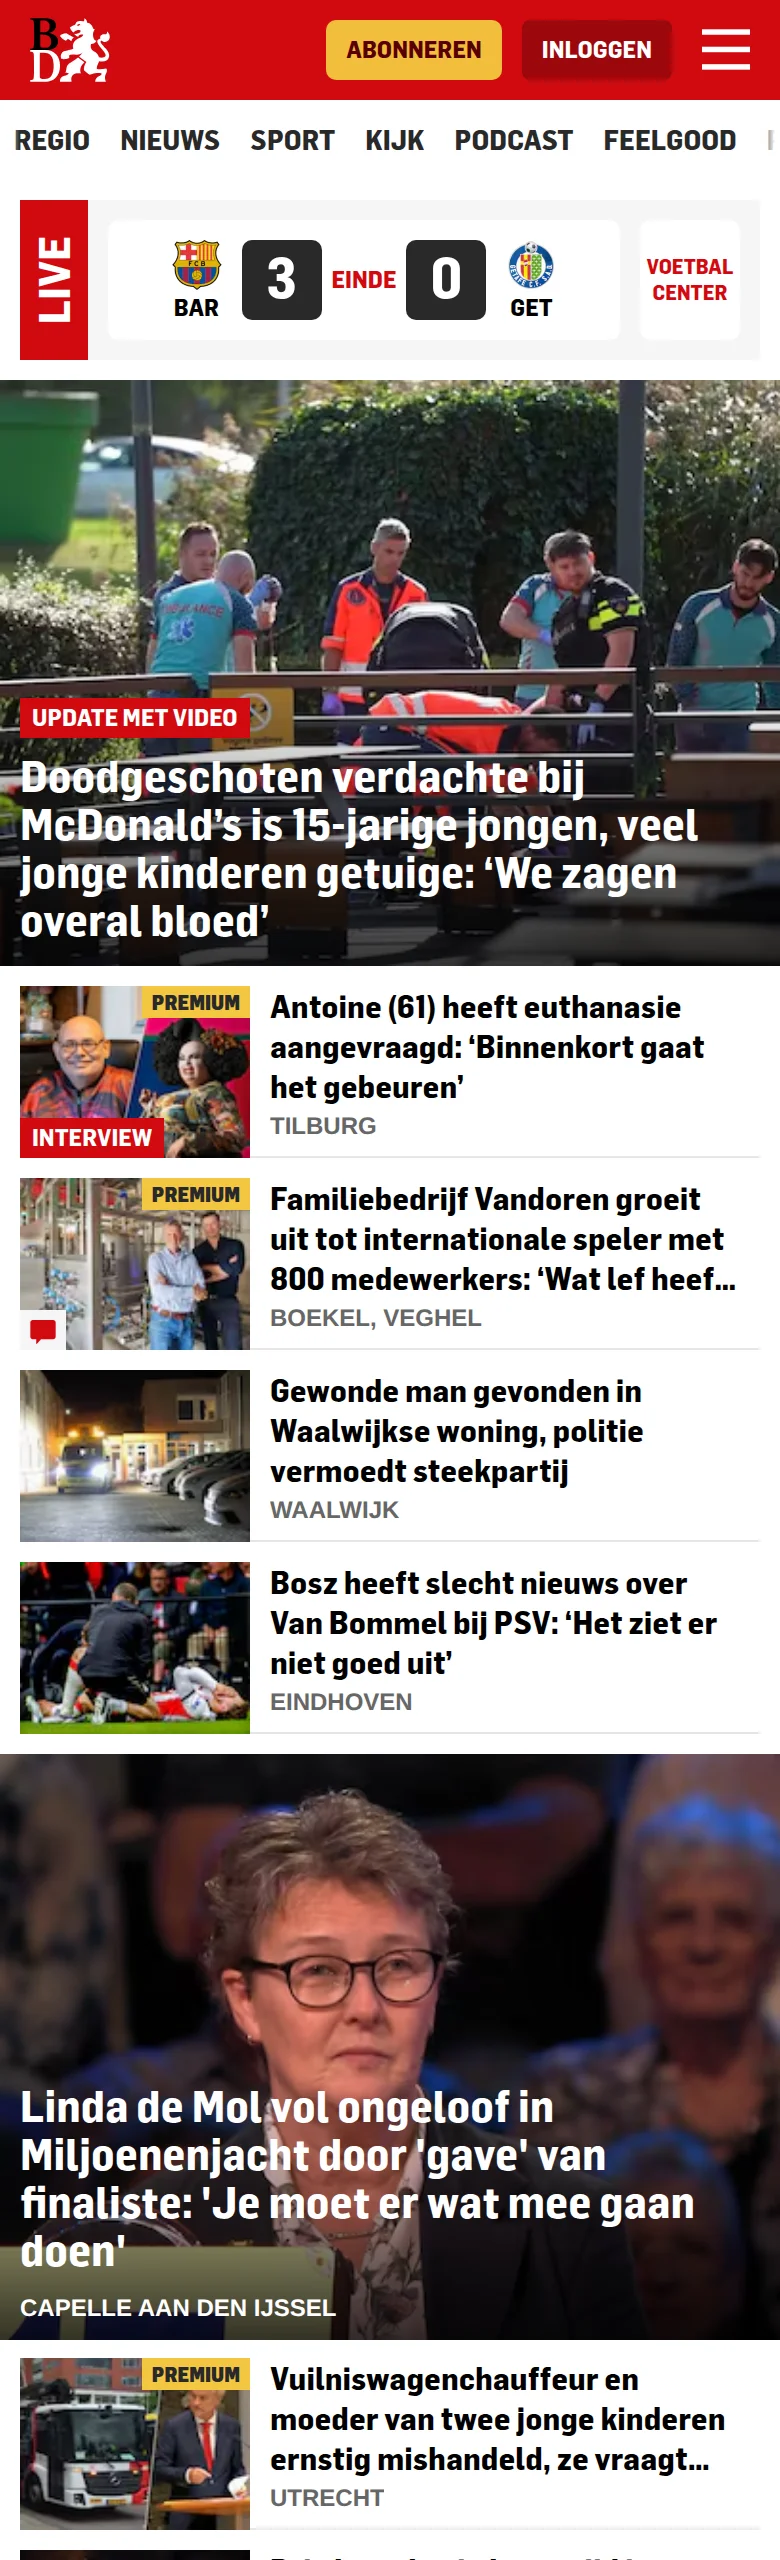 BD
ABONNEREN
INLOGGEN
REGIO NIEUWS SPORT KIJK PODCAST FEELGOOD
LIVE
BAR
3
EINDE
0
GET
VOETBAL
CENTER
UPDATE MET VIDEO
Doodgeschoten verdachte bij
McDonald’s is 15-jarige jongen, veel
jonge kinderen getuige: ‘We zagen
overal bloed’
PREMIUM
INTERVIEW
Antoine (61) heeft euthanasie
aangevraagd: ‘Binnenkort gaat
het gebeuren’
TILBURG
PREMIUM
Familiebedrijf Vandoren groeit
uit tot internationale speler met
800 medewerkers: ‘Wat lef heef...
BOEKEL, VEGHEL
Gewonde man gevonden in
Waalwijkse woning, politie
vermoedt steekpartij
WAALWIJK
Bosz heeft slecht nieuws over
Van Bommel bij PSV: ‘Het ziet er
niet goed uit’
EINDHOVEN
Linda de Mol vol ongeloof in
Miljoenenjacht door 'gave' van
finaliste: 'Je moet er wat mee gaan
doen'
CAPELLE AAN DEN IJSSEL
PREMIUM
Vuilniswagenchauffeur en
moeder van twee jonge kinderen
ernstig mishandeld, ze vraagt...
UTRECHT